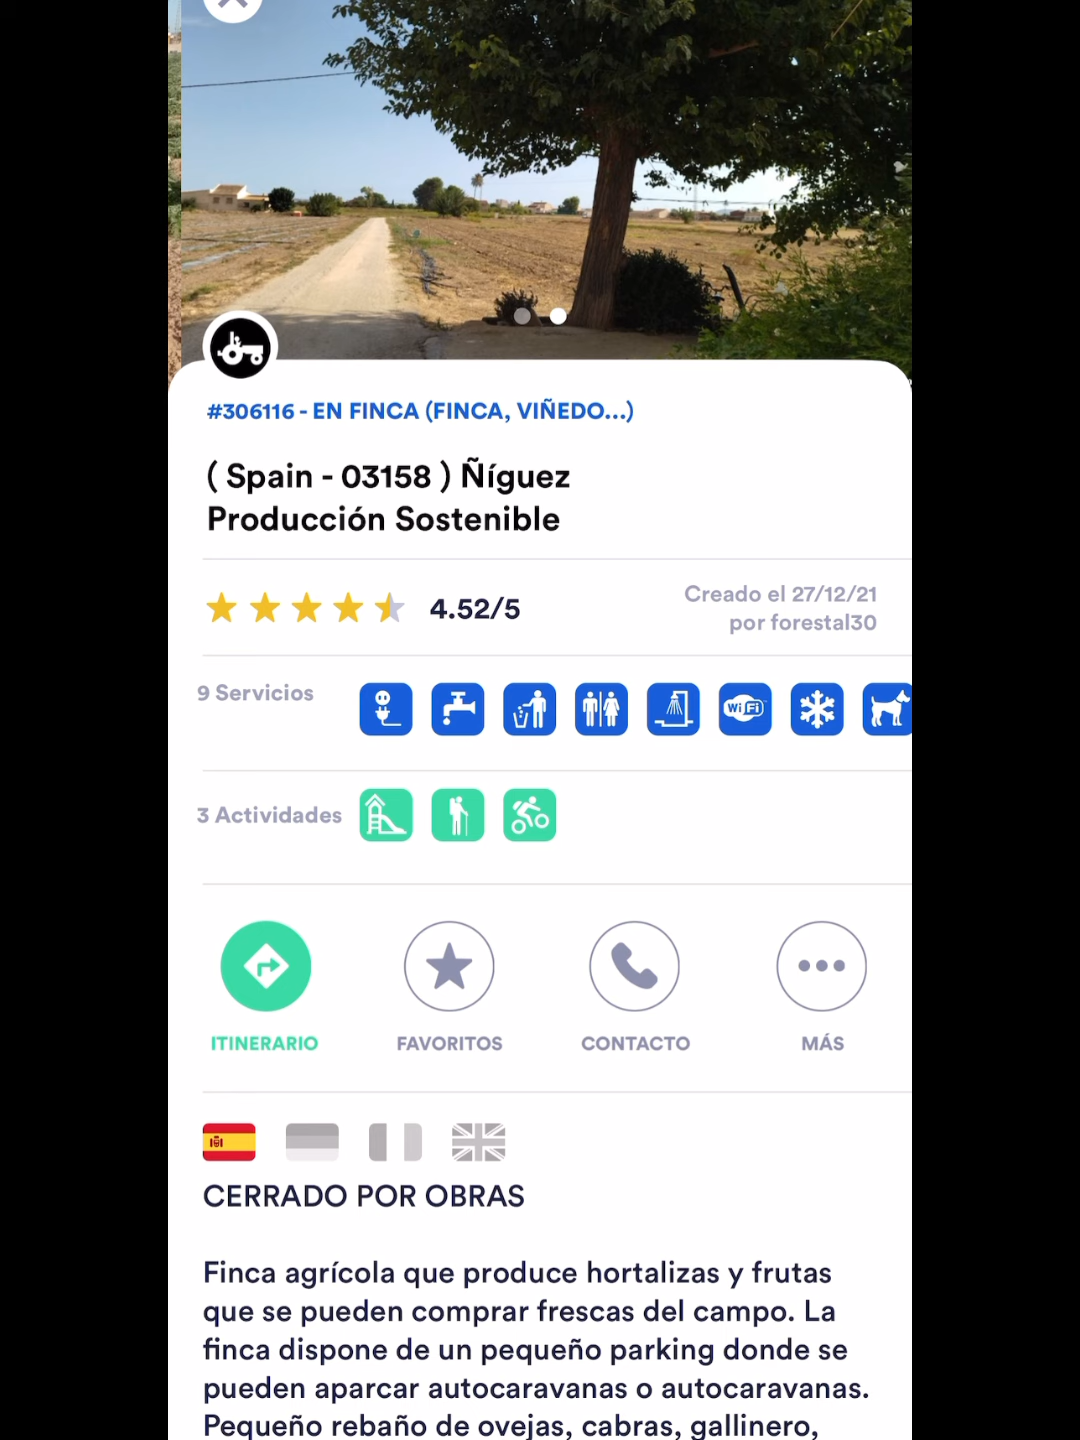 #306116 - EN FINCA (FINCA, VIÑEDO...)
( Spain - 03158 ) Ñíguez
Producción Sostenible
4.52/5
Creado el 27/12/21
por forestal30
9 Servicios
WiFi
3 Actividades
ITINERARIO
FAVORITOS
CONTACTO
MÁS
CERRADO POR OBRAS
Finca agrícola que produce hortalizas y frutas
que se pueden comprar frescas del campo. La
finca dispone de un pequeño parking donde se
pueden aparcar autocaravanas o autocaravanas.
Pequeño rebaño de ovejas, cabras, gallinero,